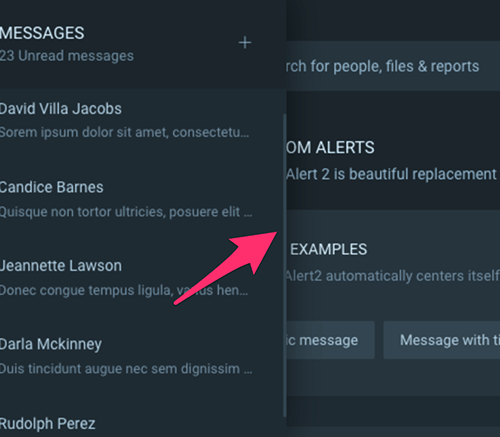 MESSAGES
23 Unread messages
David Villa Jacobs
Sorem ipsum dolor sit amet, consectetu...
Candice Barnes
Quisque non tortor ultricies, posuere elit ...
Jeannette Lawson
Donec congue tempus ligula, varius hen...
Darla Mckinney
Duis tincidunt augue nec sem dignissim ...
Rudolph Perez
rch for people, files & reports
OM ALERTS
Alert 2 is beautiful replacement
EXAMPLES
Alert2 automatically centers itself
ic message
Message with ti